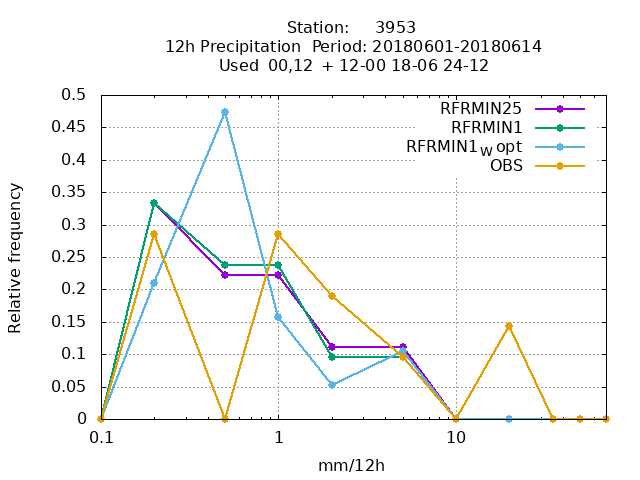 Station: 3953
12h Precipitation Period: 20180601-20180614
Used 00,12 + 12-00 18-06 24-12
0.5
0.45
0.4
0.35
0.3
0.25
0.2
0.15
0.1
0.05
0
Relative frequency
RFRMIN25
RFRMIN1
RFRMIN1w opt
OBS
0.1 1 10
mm/12h